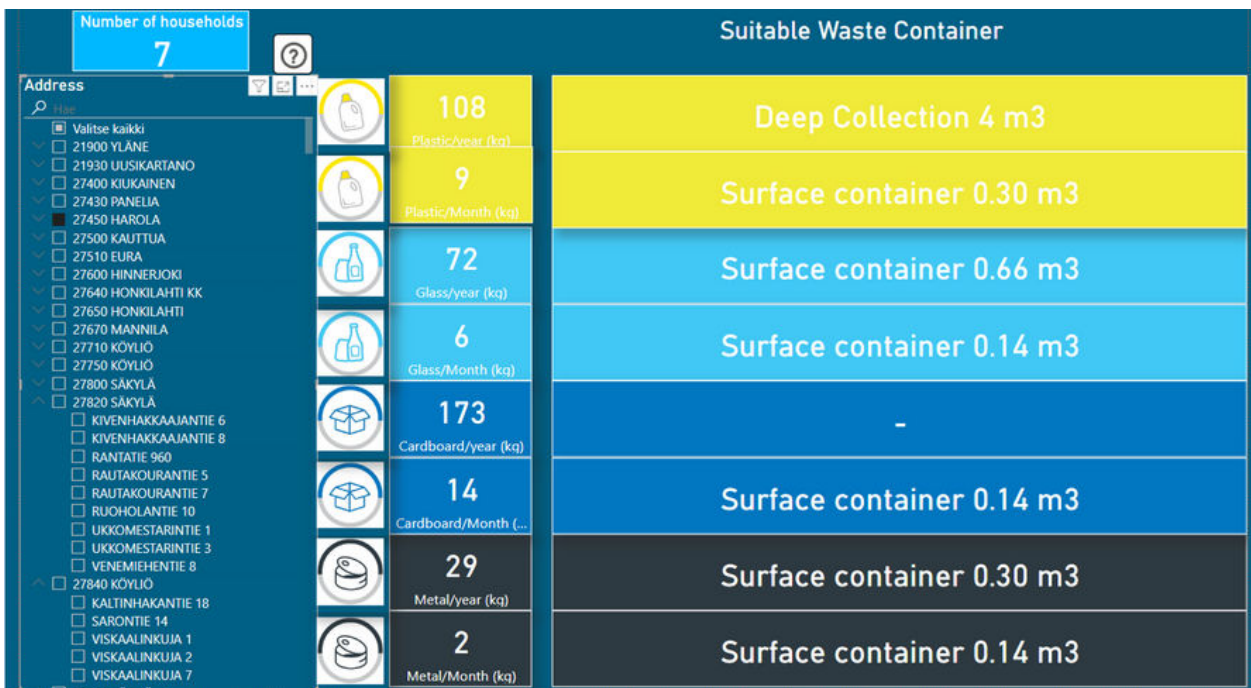 Number of households
7
Suitable Waste Container
Address
Hae
Valitse kaikki
21900 YLÄNE
21930 UUSIKARTANO
27400 KIUKAINEN
27430 PANELIA
27450 HAROLA
27500 KAUTTUA
27510 EURA
27600 HINNERJOKI
27640 HONKILAHTI KK
27650 HONKILAHTI
27670 MANNILA
27710 KÖYLIÖ
27750 KÖYLIÖ
27800 SÄKYLÄ
27820 SÄKYLÄ
KIVENHAKKAAJANTIE 6
KIVENHAKKAAJANTIE 8
RANTATIE 960
RAUTAKOURANTIE 5
RAUTAKOURANTIE 7
RUOHOLANTIE 10
UKKOMESTARINTIE 1
UKKOMESTARINTIE 3
VENEMIEHENTIE 8
27840 KÖYLIÖ
KALTINHAKANTIE 18
SARONTIE 14
VISKAALINKUJA 1
VISKAALINKUJA 2
VISKAALINKUJA 7
108
Plastic/year (kg)
Deep Collection 4 m3
9
Plastic/Month (kg)
Surface container 0.30 m3
72
Glass/year (kg)
Surface container 0.66 m3
6
Glass/Month (kg)
Surface container 0.14 m3
173
Cardboard/year (kg)
-
14
Cardboard/Month (...
Surface container 0.14 m3
29
Metal/year (kg)
Surface container 0.30 m3
2
Metal/Month (kg)
Surface container 0.14 m3